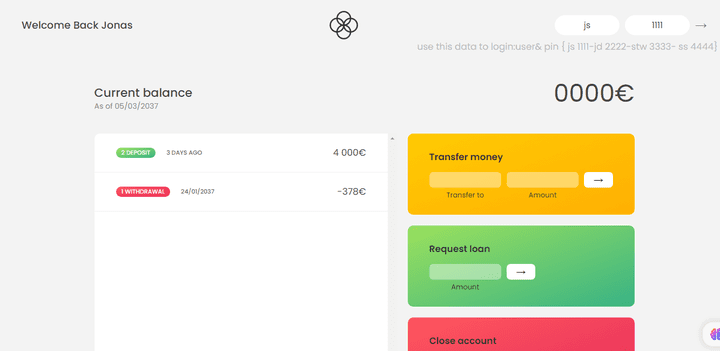 Welcome Back Jonas
js
1111
→
use this data to login:user& pin { js 1111-jd 2222-stw 3333- ss 4444}
Current balance
As of 05/03/2037
0000€
2 DEPOSIT 3 DAYS AGO 4 000€
1 WITHDRAWAL 24/01/2037 -378€
Transfer money
→
Transfer to Amount
Request loan
→
Amount
Close account